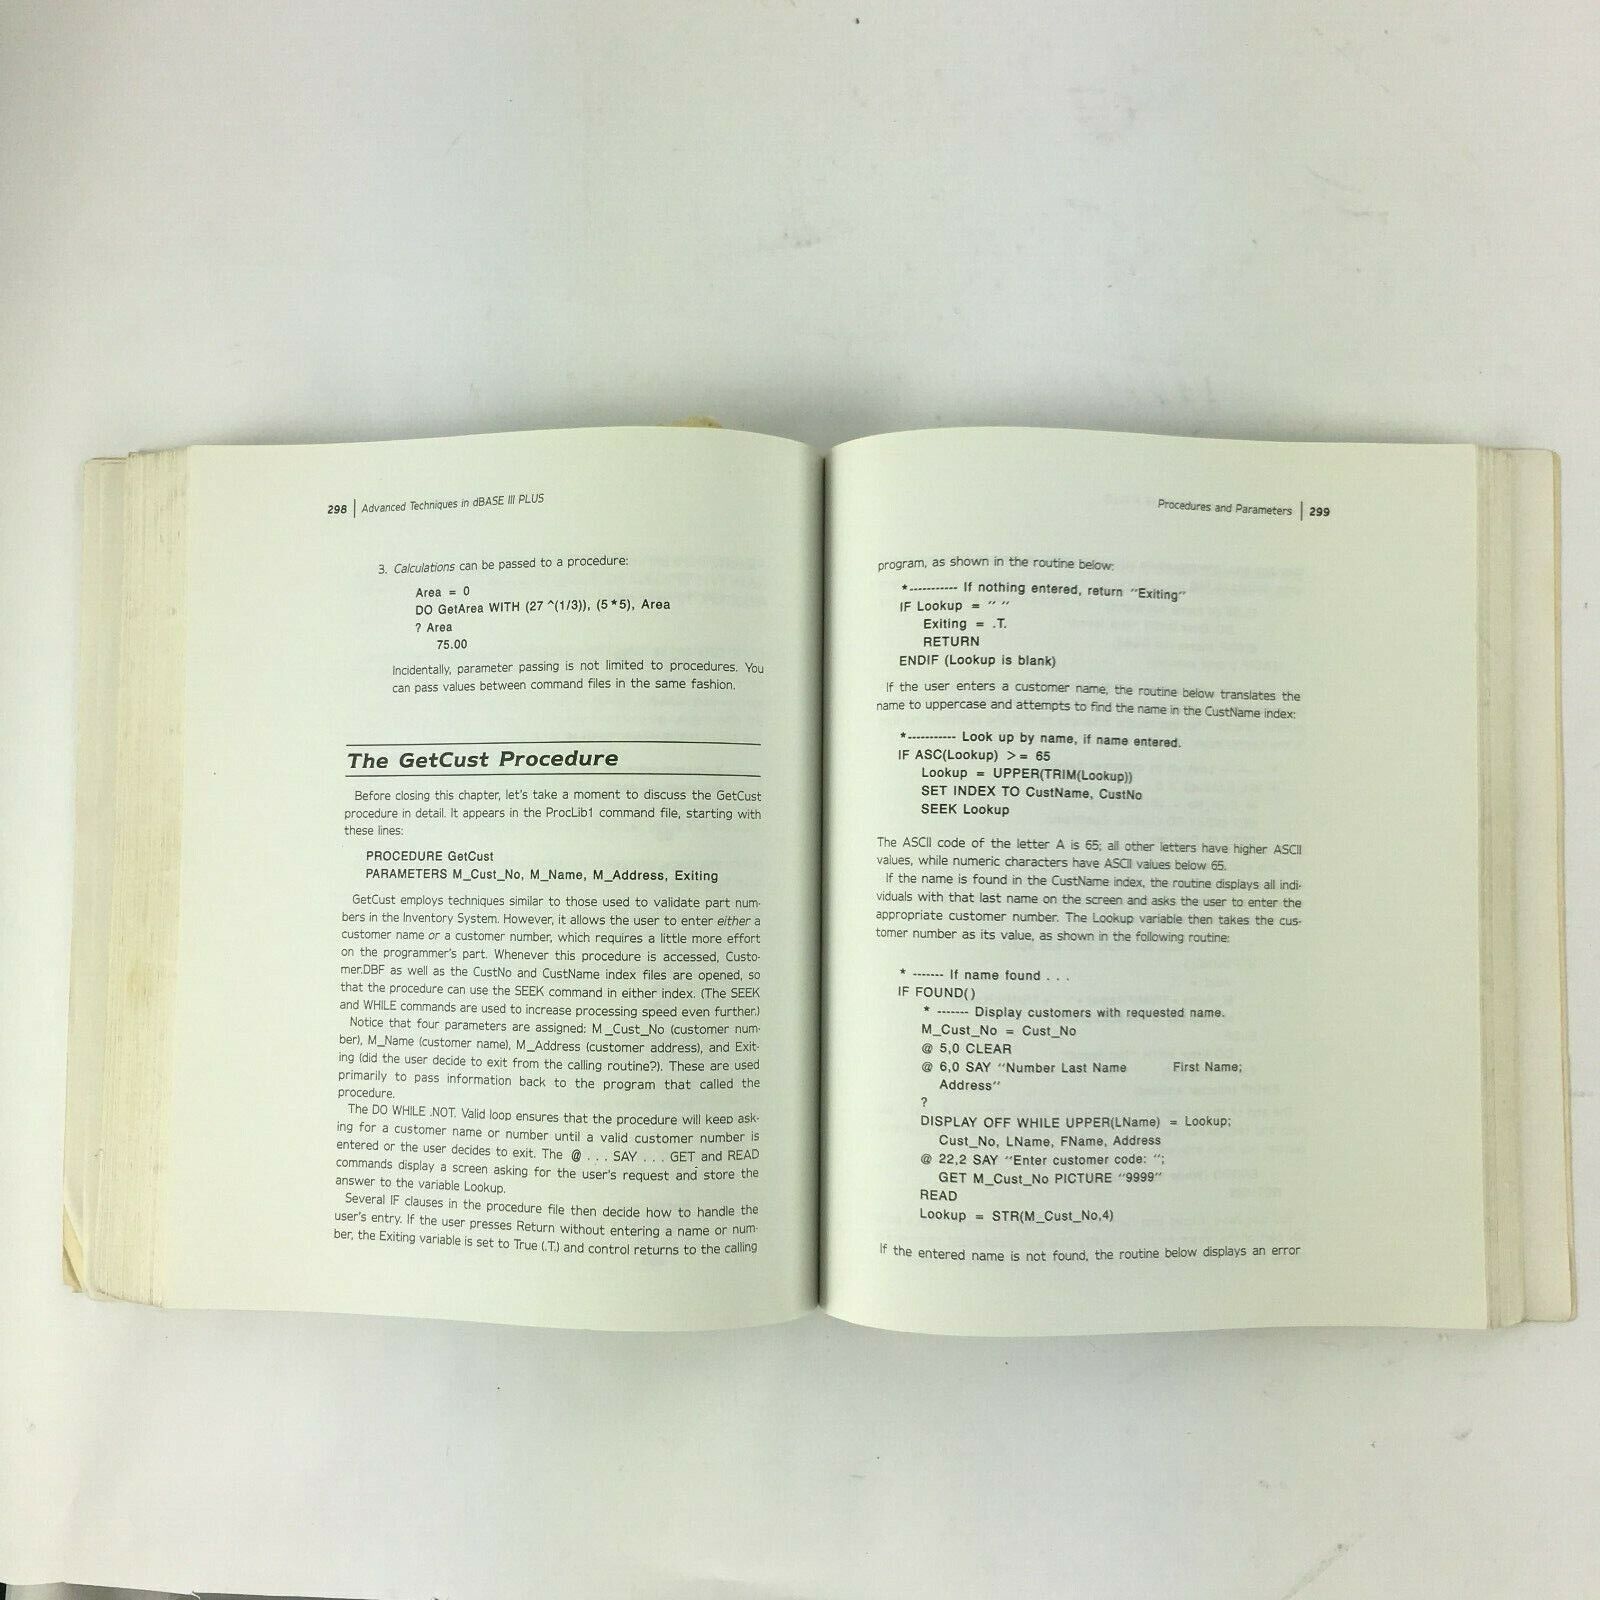 298 | Advanced Techniques in dBASE III PLUS
3. Calculations can be passed to a procedure:
Area = 0
DO GetArea WITH (27 ^(1/3)), (5*5), Area
? Area
75.00
Incidentally, parameter passing is not limited to procedures. You
can pass values between command files in the same fashion.
The GetCust Procedure
Before closing this chapter, let's take a moment to discuss the GetCust
procedure in detail. It appears in the ProcLib1 command file, starting with
these lines:
PROCEDURE GetCust
PARAMETERS M_Cust_No, M_Name, M_Address, Exiting
GetCust employs techniques similar to those used to validate part num-
bers in the Inventory System. However, it allows the user to enter either a
customer name or a customer number, which requires a little more effort
on the programmer's part. Whenever this procedure is accessed, Custo-
mer.DBF as well as the CustNo and CustName index files are opened, so
that the procedure can use the SEEK command in either index. (The SEEK
and WHILE commands are used to increase processing speed even further.)
Notice that four parameters are assigned: M_Cust_No (customer num-
ber), M_Name (customer name), M_Address (customer address), and Exit-
ing (did the user decide to exit from the calling routine?). These are used
primarily to pass information back to the program that called the
procedure.
The DO WHILE .NOT. Valid loop ensures that the procedure will keep ask-
ing for a customer name or number until a valid customer number is
entered or the user decides to exit. The @ . . . SAY . . . GET and READ
commands display a screen asking for the user's request and store the
answer to the variable Lookup.
Several IF clauses in the procedure file then decide how to handle the
user's entry. If the user presses Return without entering a name or num-
ber, the Exiting variable is set to True (.T.) and control returns to the calling
Procedures and Parameters | 299
program, as shown in the routine below:
*----------- If nothing entered, return "Exiting"
IF Lookup = " "
Exiting = .T.
RETURN
ENDIF (Lookup is blank)
If the user enters a customer name, the routine below translates the
name to uppercase and attempts to find the name in the CustName index:
*----------- Look up by name, if name entered.
IF ASC(Lookup) >= 65
Lookup = UPPER(TRIM(Lookup))
SET INDEX TO CustName, CustNo
SEEK Lookup
The ASCII code of the letter A is 65; all other letters have higher ASCII
values, while numeric characters have ASCII values below 65.
If the name is found in the CustName index, the routine displays all indi-
viduals with that last name on the screen and asks the user to enter the
appropriate customer number. The Lookup variable then takes the cus-
tomer number as its value, as shown in the following routine:
* ------- If name found . . .
IF FOUND()
* ------- Display customers with requested name.
M_Cust_No = Cust_No
@ 5,0 CLEAR
@ 6,0 SAY "Number Last Name First Name;
Address"
?
DISPLAY OFF WHILE UPPER(LName) = Lookup;
Cust_No, LName, FName, Address
@ 22,2 SAY "Enter customer code: ";
GET M_Cust_No PICTURE "9999"
READ
Lookup = STR(M_Cust_No,4)
If the entered name is not found, the routine below displays an error